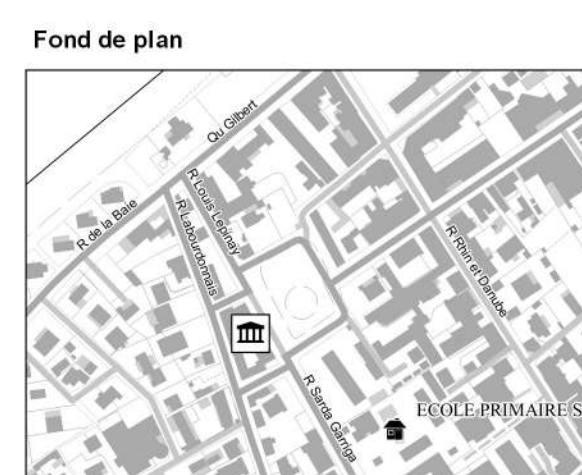 Fond de plan
Qu Gilbert
R Louis Lepinay
R de la Baie
R Labourdonnais
R Rhin et Danube
R Sarda Garriga
ECOLE PRIMAIRE S